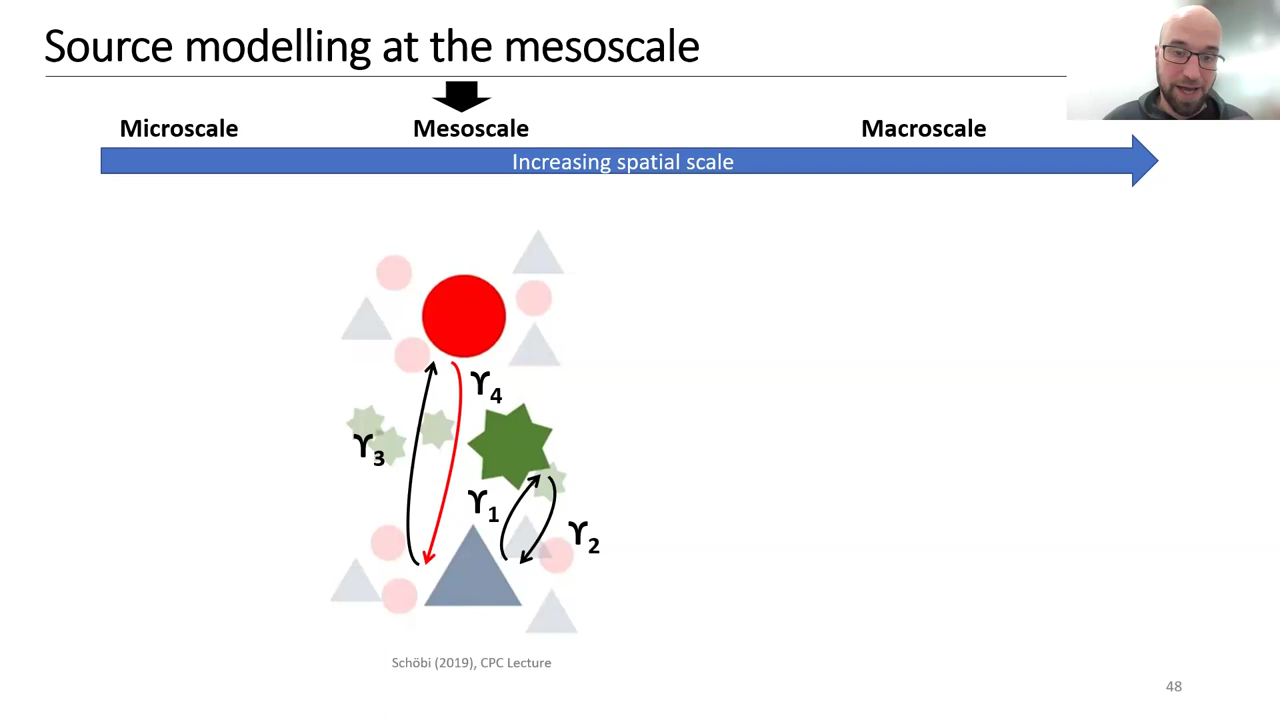 Source modelling at the mesoscale
Microscale
Mesoscale
Macroscale
Increasing spatial scale
ϒ4
ϒ3
ϒ1
ϒ2
Schöbi (2019), CPC Lecture
48